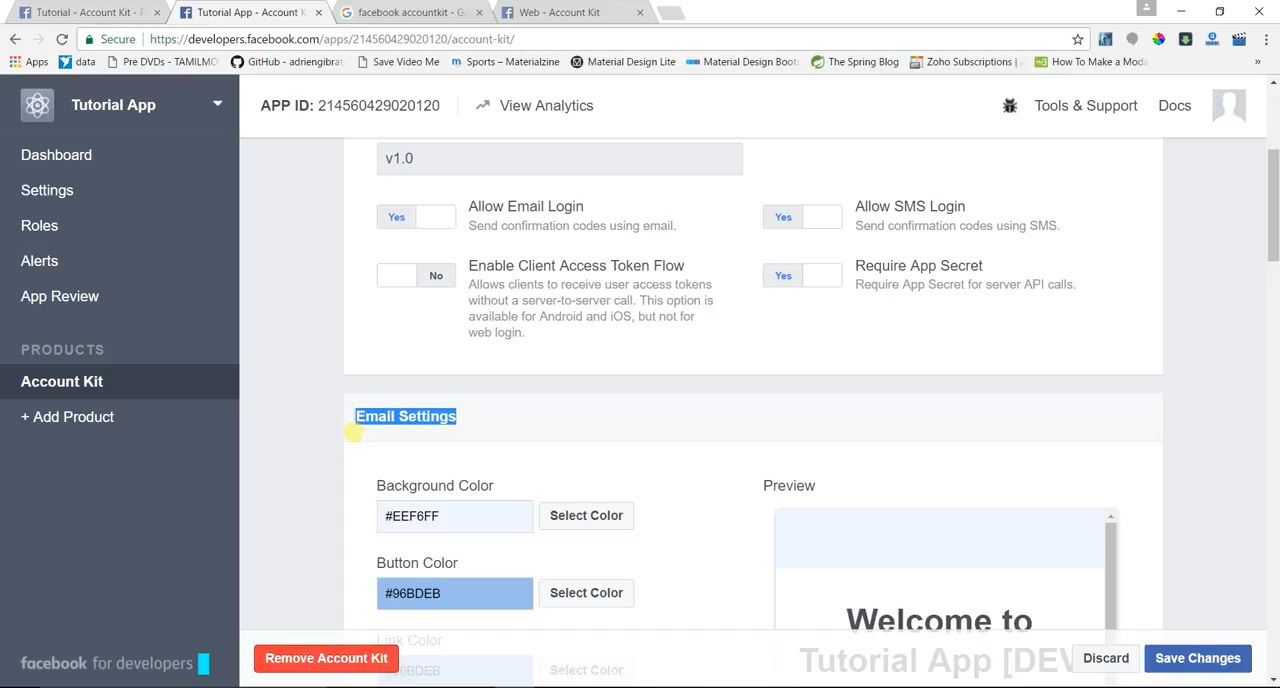 Tutorial - Account Kit - F
Tutorial App - Account K
facebook accountkit - Go
Web - Account Kit
Secure
https://developers.facebook.com/apps/214560429020120/account-kit/
Apps
data
Pre DVDs - TAMILMO
GitHub - adriengibrat
Save Video Me
Sports – Materialzine
Material Design Lite
Material Design Boots
The Spring Blog
Zoho Subscriptions |
How To Make a Moda
»
Tutorial App
APP ID: 214560429020120
View Analytics
Tools & Support
Docs
Dashboard
Settings
Roles
Alerts
App Review
PRODUCTS
Account Kit
+ Add Product
facebook for developers
v1.0
Yes
Allow Email Login
Send confirmation codes using email.
Yes
Allow SMS Login
Send confirmation codes using SMS.
No
Enable Client Access Token Flow
Allows clients to receive user access tokens
without a server-to-server call. This option is
available for Android and iOS, but not for
web login.
Yes
Require App Secret
Require App Secret for server API calls.
Email Settings
Background Color
#EEF6FF
Select Color
Button Color
#96BDEB
Select Color
Link Color
#96BDEB
Select Color
Preview
Welcome to
Tutorial App [DEV
Remove Account Kit
Discard
Save Changes